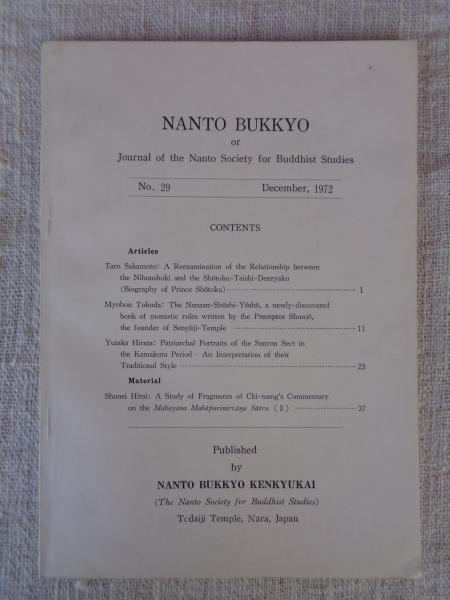 NANTO BUKKYO
or
Journal of the Nanto Society for Buddhist Studies
No. 29 December, 1972
CONTENTS
Articles
Taro Sakamoto: A Reexamination of the Relationship between
the Nihonshoki and the Shōtoku-Taishi-Denryaku
(Biography of Prince Shōtoku) 1
Myohon Tokuda: The Nanzan-Shūshi-Yōshō, a newly-discovered
book of monastic rules written by the Preceptor Shunjō,
the founder of Senyūji-Temple 11
Yutaka Hirata: Patriarchal Portraits of the Sanron Sect in
the Kamakura Period - An Interpretation of their
Traditional Style 23
Material
Shunei Hirai: A Study of Fragments of Chi-tsang's Commentary
on the Mahāyana Mahāparinirvāṇa Sūtra (Ⅱ) 37
Published
by
NANTO BUKKYO KENKYUKAI
(The Nanto Society for Buddhist Studies)
Tōdaiji Temple, Nara, Japan